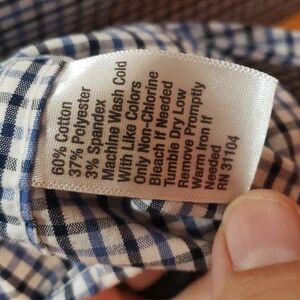 60% Cotton
37% Polyester
3% Spandex
Machine Wash Cold
With Like Colors
Only Non-Chlorine
Bleach If Needed
Tumble Dry Low
Remove Promptly
Warm Iron If
Needed
RN 31104